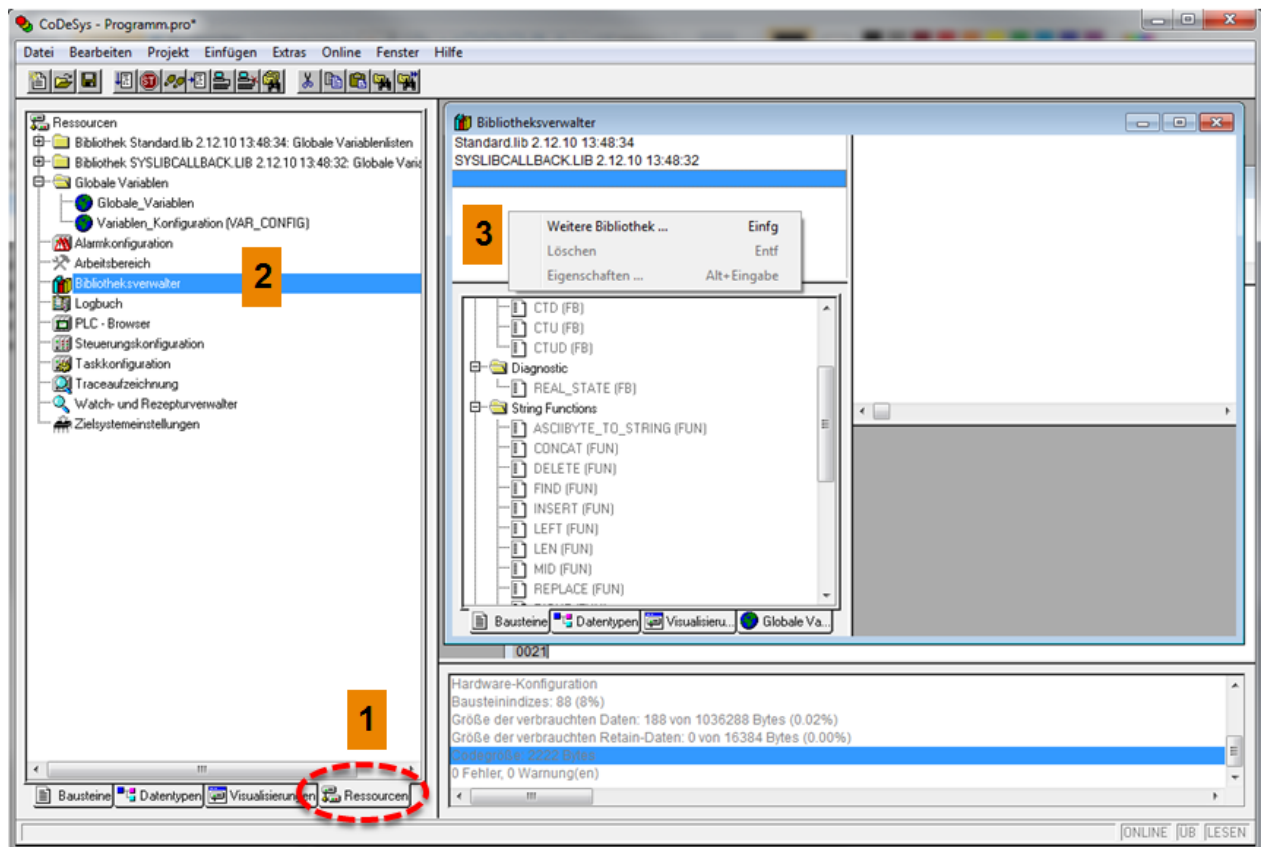 CoDeSys - Programm.pro*
Datei Bearbeiten Projekt Einfügen Extras Online Fenster Hilfe
Ressourcen
Bibliothek Standard.lib 2.12.10 13:48:34: Globale Variablenlisten
Bibliothek SYSLIBCALLBACK.LIB 2.12.10 13:48:32: Globale Varia
Globale Variablen
Globale_Variablen
Variablen_Konfiguration (VAR_CONFIG)
Alarmkonfiguration
Arbeitsbereich
Bibliotheksverwalter
2
Logbuch
PLC - Browser
Steuerungskonfiguration
Taskkonfiguration
Traceaufzeichnung
Watch- und Rezepturverwalter
Zielsystemeinstellungen
1
Bausteine Datentypen Visualisierungen Ressourcen
Bibliotheksverwalter
Standard.lib 2.12.10 13:48:34
SYSLIBCALLBACK.LIB 2.12.10 13:48:32
3
Weitere Bibliothek ... Einfg
Löschen Entf
Eigenschaften ... Alt+Eingabe
CTD (FB)
CTU (FB)
CTUD (FB)
Diagnostic
REAL_STATE (FB)
String Functions
ASCIIBYTE_TO_STRING (FUN)
CONCAT (FUN)
DELETE (FUN)
FIND (FUN)
INSERT (FUN)
LEFT (FUN)
LEN (FUN)
MID (FUN)
REPLACE (FUN)
Bausteine Datentypen Visualisieru... Globale Va...
0021
Hardware-Konfiguration
Bausteinindizes: 88 (8%)
Größe der verbrauchten Daten: 188 von 1036288 Bytes (0.02%)
Größe der verbrauchten Retain-Daten: 0 von 16384 Bytes (0.00%)
Codegröße: 2222 Bytes
0 Fehler, 0 Warnung(en)
ONLINE ÜB LESEN